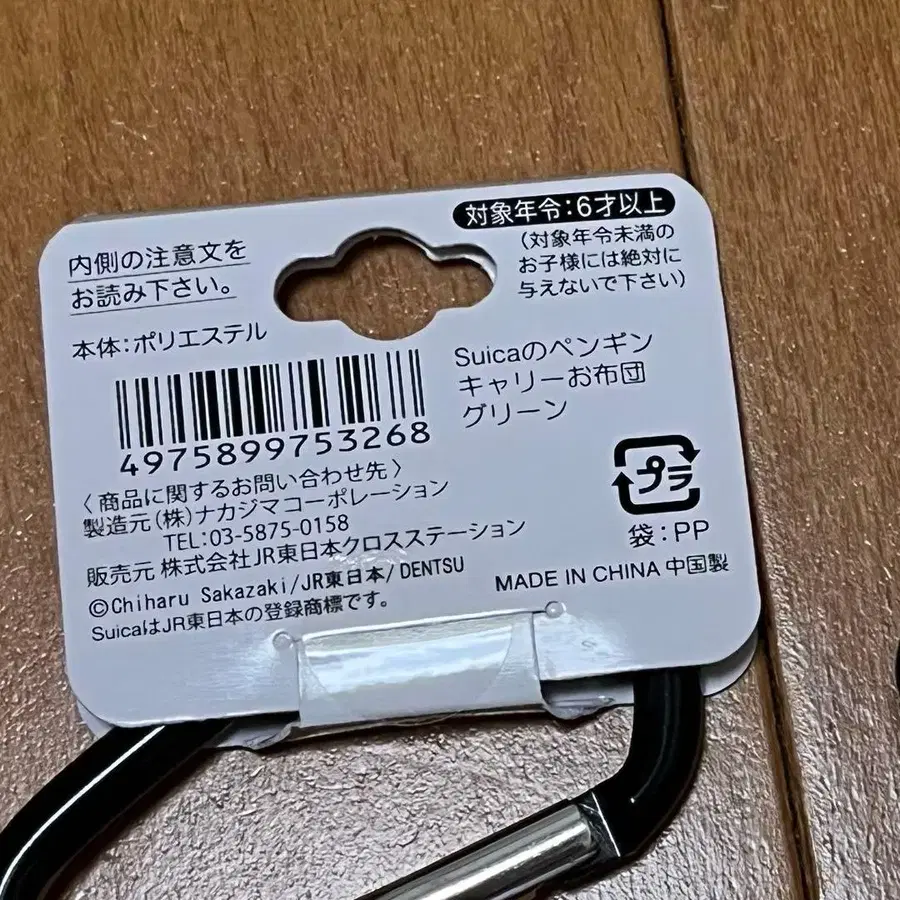 内側の注意文を
お読み下さい。
対象年令:6才以上
(対象年令未満の
お子様には絶対に
与えないで下さい)
本体:ポリエステル
4975899753268
Suicaのペンギン
キャリーお布団
グリーン
〈商品に関するお問い合わせ先〉
製造元(株)ナカジマコーポレーション
TEL:03-5875-0158
販売元 株式会社JR東日本クロスステーション
©Chiharu Sakazaki/JR東日本/DENTSU
SuicaはJR東日本の登録商標です。
プラ
袋:PP
MADE IN CHINA 中国製